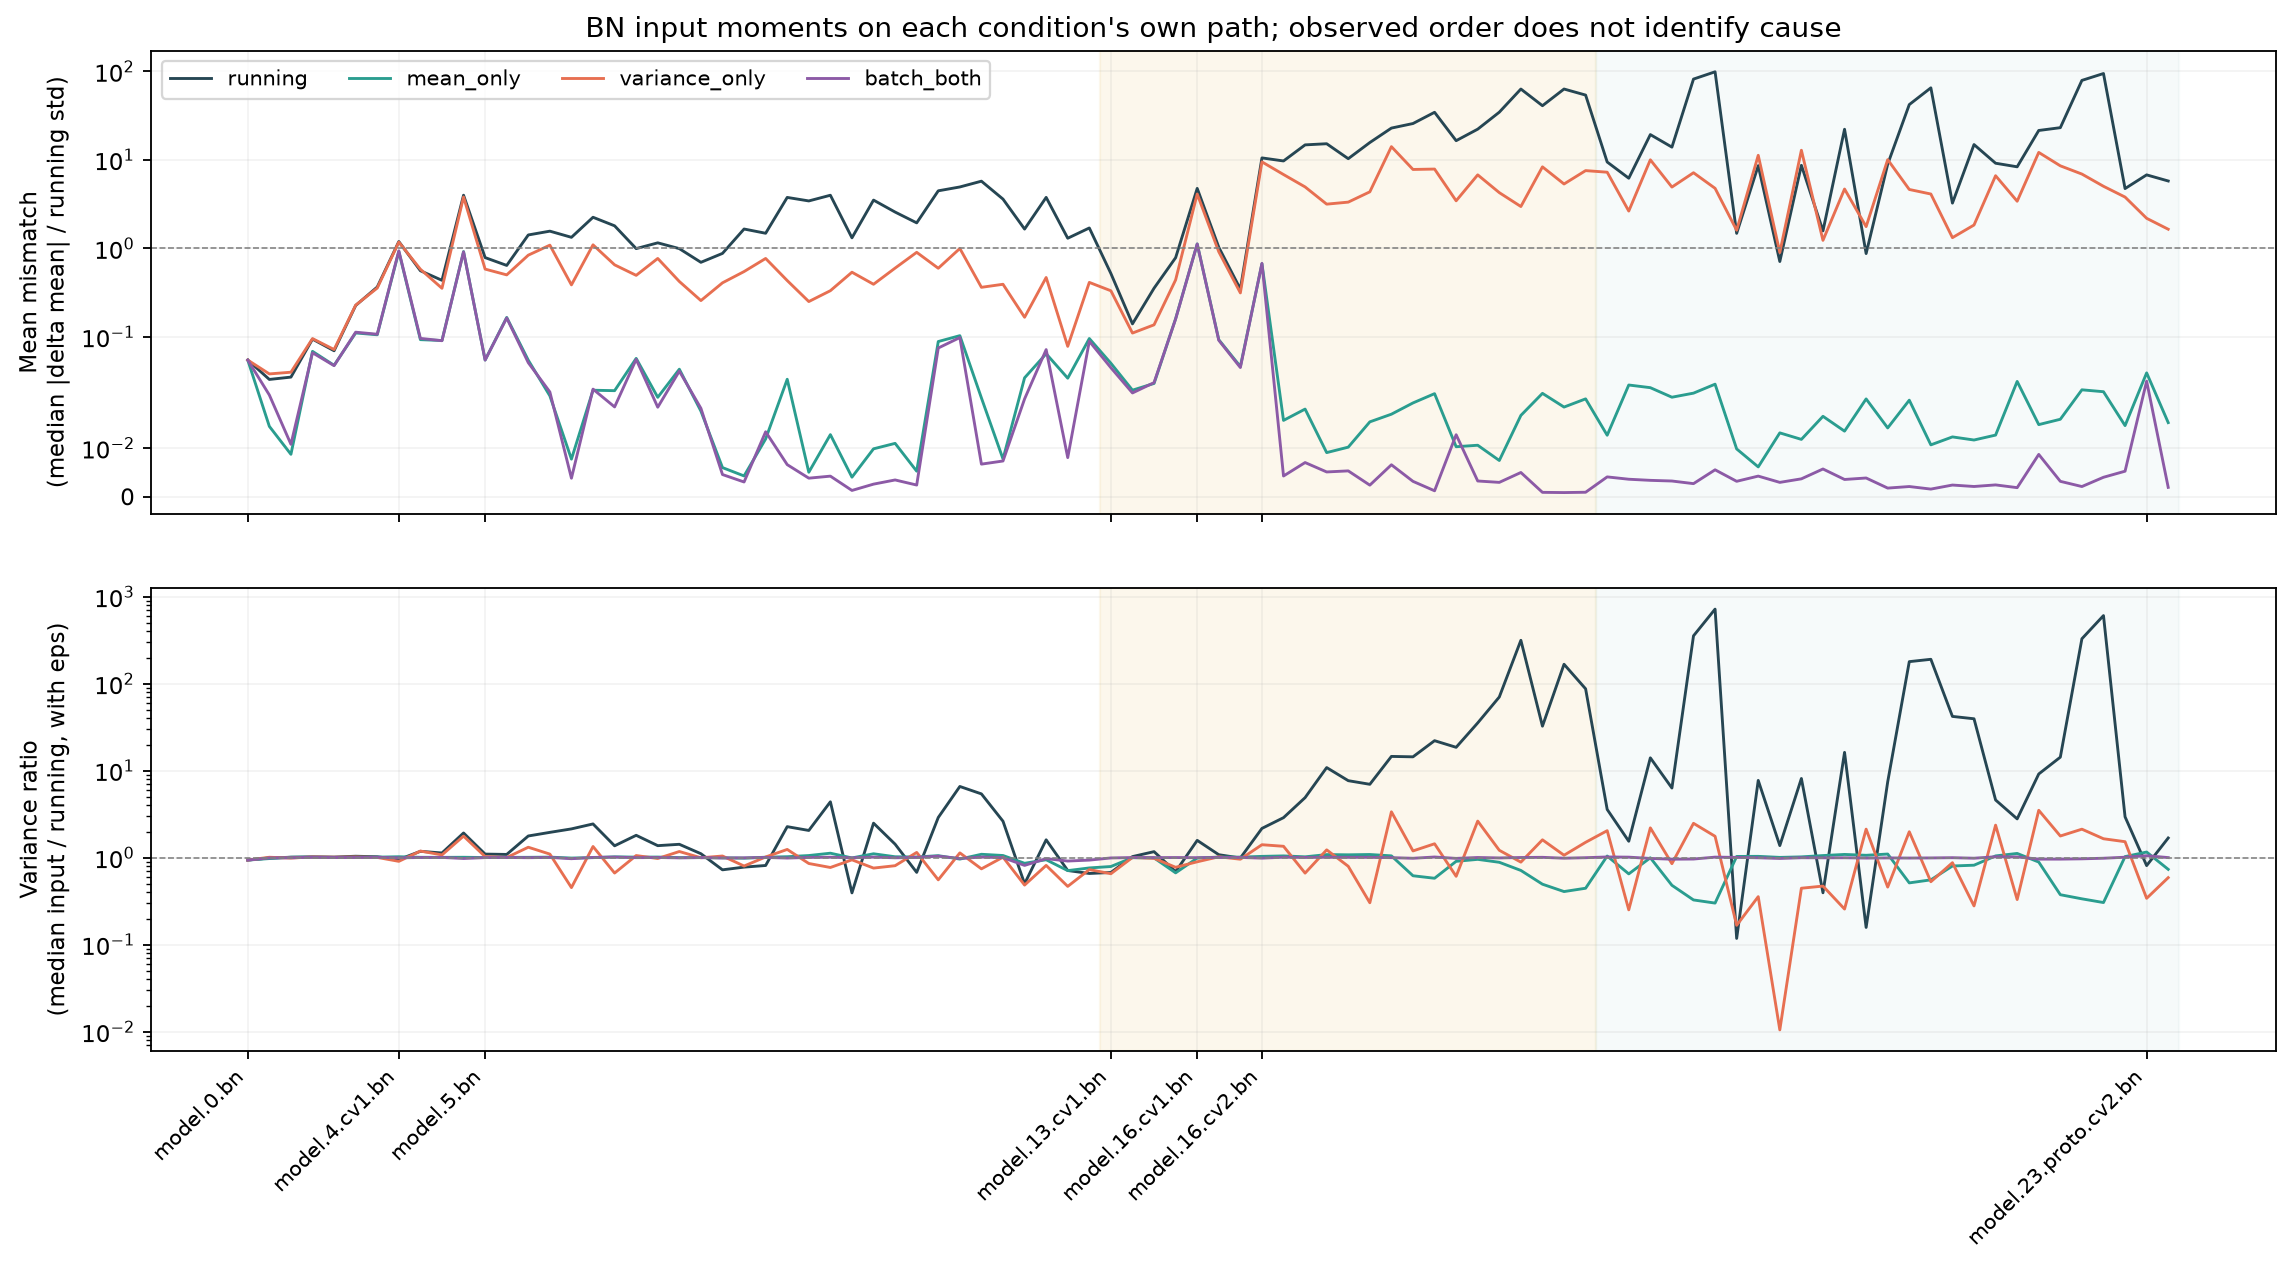 BN input moments on each condition's own path; observed order does not identify cause
running
mean_only
variance_only
batch_both
Mean mismatch
(median |delta mean| / running std)
10²
10¹
10⁰
10⁻¹
10⁻²
0
Variance ratio
(median input / running, with eps)
10³
10²
10¹
10⁰
10⁻¹
10⁻²
model.0.bn
model.4.cv1.bn
model.5.bn
model.13.cv1.bn
model.16.cv1.bn
model.16.cv2.bn
model.23.proto.cv2.bn